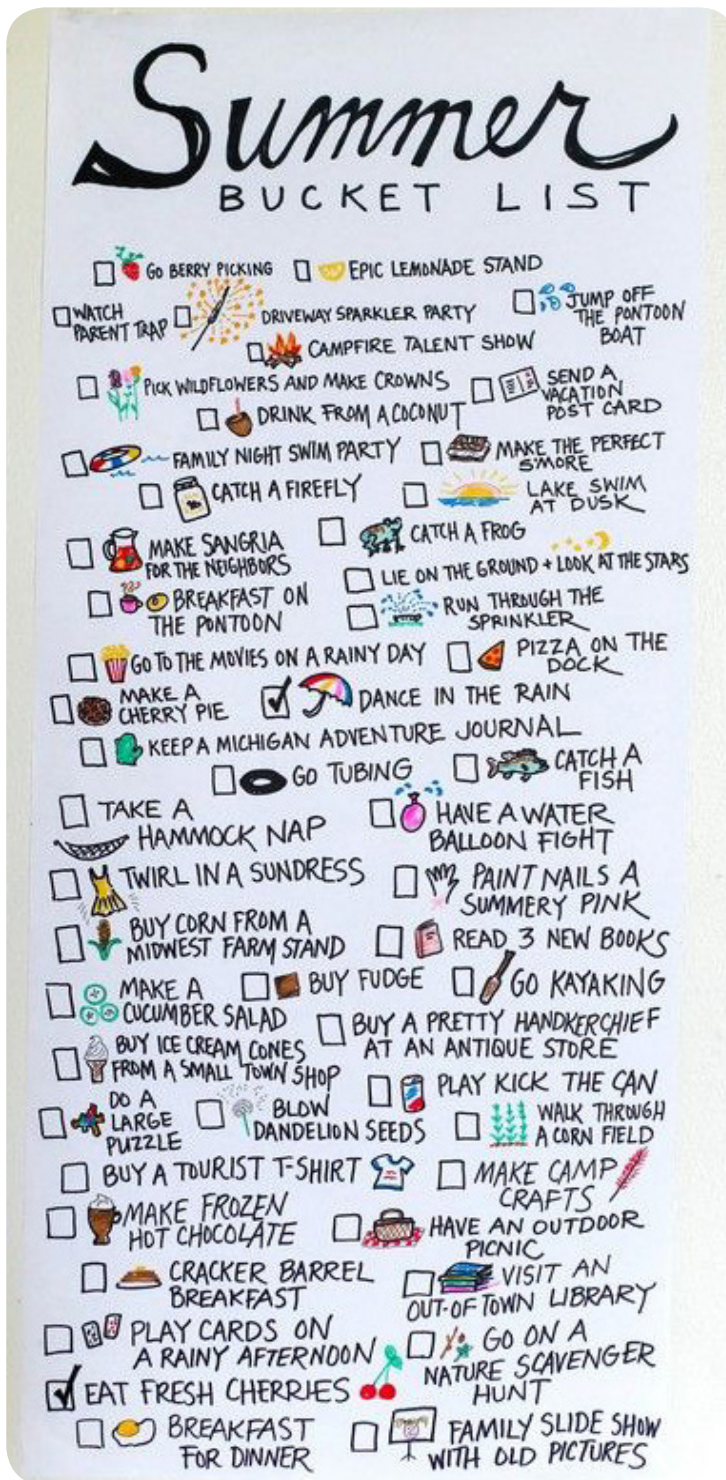 Summer
BUCKET LIST
GO BERRY PICKING
EPIC LEMONADE STAND
WATCH
PARENT TRAP
DRIVEWAY SPARKLER PARTY
JUMP OFF
THE PONTOON
BOAT
CAMPFIRE TALENT SHOW
PICK WILDFLOWERS AND MAKE CROWNS
SEND A
VACATION
POST CARD
DRINK FROM A COCONUT
FAMILY NIGHT SWIM PARTY
MAKE THE PERFECT
S'MORE
CATCH A FIREFLY
LAKE SWIM
AT DUSK
MAKE SANGRIA
FOR THE NEIGHBORS
CATCH A FROG
LIE ON THE GROUND + LOOK AT THE STARS
BREAKFAST ON
THE PONTOON
RUN THROUGH THE
SPRINKLER
GO TO THE MOVIES ON A RAINY DAY
PIZZA ON THE
DOCK
MAKE A
CHERRY PIE
DANCE IN THE RAIN
KEEP A MICHIGAN ADVENTURE JOURNAL
GO TUBING
CATCH A
FISH
TAKE A
HAMMOCK NAP
HAVE A WATER
BALLOON FIGHT
TWIRL IN A SUNDRESS
PAINT NAILS A
SUMMERY PINK
BUY CORN FROM A
MIDWEST FARM STAND
READ 3 NEW BOOKS
MAKE A
CUCUMBER SALAD
BUY FUDGE
GO KAYAKING
BUY A PRETTY HANDKERCHIEF
AT AN ANTIQUE STORE
BUY ICE CREAM CONES
FROM A SMALL TOWN SHOP
PLAY KICK THE CAN
DO A
LARGE
PUZZLE
BLOW
DANDELION SEEDS
WALK THROUGH
A CORN FIELD
BUY A TOURIST T-SHIRT
MAKE CAMP
CRAFTS
MAKE FROZEN
HOT CHOCOLATE
HAVE AN OUTDOOR
PICNIC
CRACKER BARREL
BREAKFAST
VISIT AN
OUT-OF TOWN LIBRARY
PLAY CARDS ON
A RAINY AFTERNOON
GO ON A
NATURE SCAVENGER
HUNT
EAT FRESH CHERRIES
BREAKFAST
FOR DINNER
FAMILY SLIDE SHOW
WITH OLD PICTURES